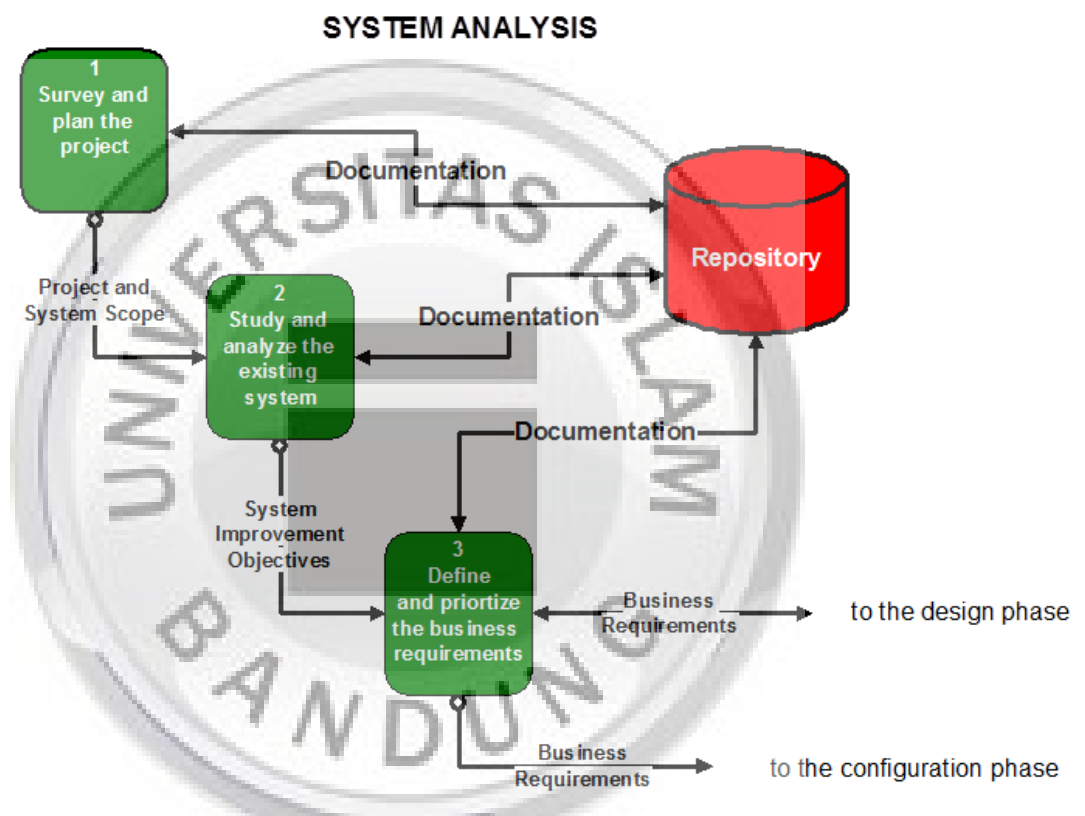 SYSTEM ANALYSIS
1
Survey and
plan the
project
Documentation
Repository
Project and
System Scope
2
Study and
analyze the
existing
system
Documentation
Documentation
System
Improvement
Objectives
3
Define
and priortize
the business
requirements
Business
Requirements
to the design phase
Business
Requirements
to the configuration phase
UNIVERSITAS ISLAM
BANDUNG